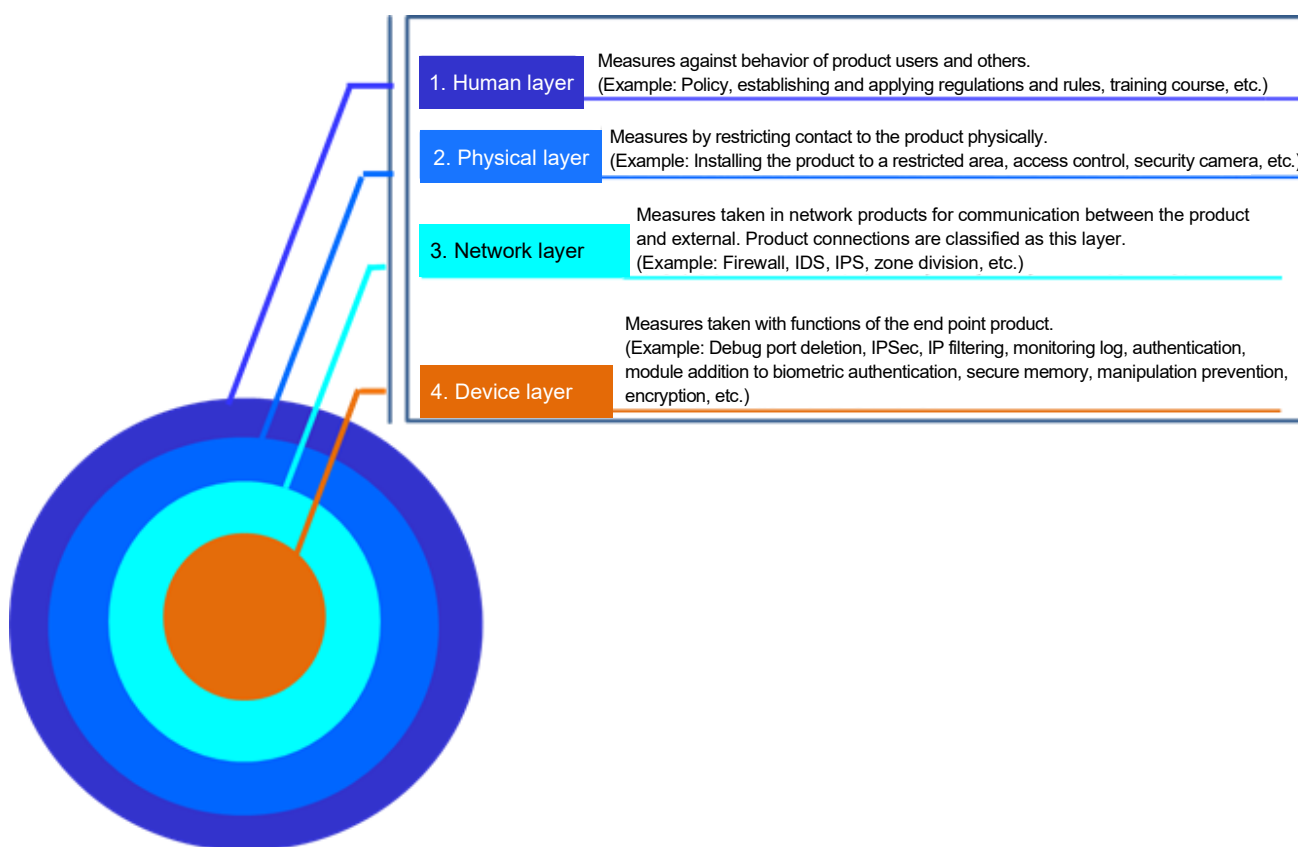 1. Human layer
Measures against behavior of product users and others.
(Example: Policy, establishing and applying regulations and rules, training course, etc.)
2. Physical layer
Measures by restricting contact to the product physically.
(Example: Installing the product to a restricted area, access control, security camera, etc.)
3. Network layer
Measures taken in network products for communication between the product
and external. Product connections are classified as this layer.
(Example: Firewall, IDS, IPS, zone division, etc.)
4. Device layer
Measures taken with functions of the end point product.
(Example: Debug port deletion, IPSec, IP filtering, monitoring log, authentication,
module addition to biometric authentication, secure memory, manipulation prevention,
encryption, etc.)